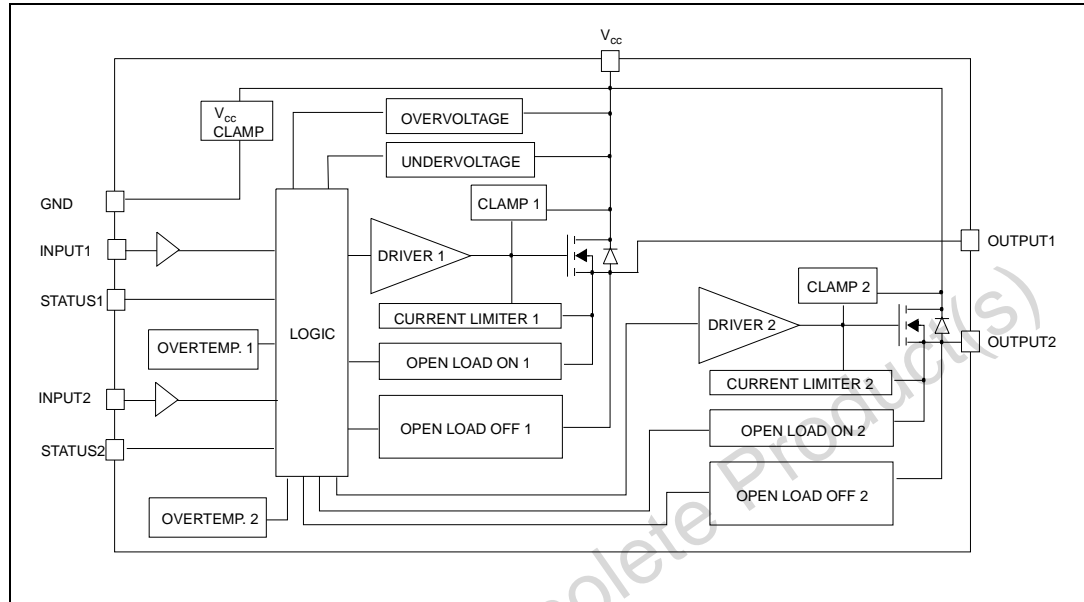 Vcc
Vcc
CLAMP
OVERVOLTAGE
UNDERVOLTAGE
GND
CLAMP 1
INPUT1
DRIVER 1
OUTPUT1
STATUS1
LOGIC
CURRENT LIMITER 1
OVERTEMP. 1
OPEN LOAD ON 1
INPUT2
OPEN LOAD OFF 1
STATUS2
OVERTEMP. 2
CLAMP 2
DRIVER 2
OUTPUT2
CURRENT LIMITER 2
OPEN LOAD ON 2
OPEN LOAD OFF 2
Product(s)